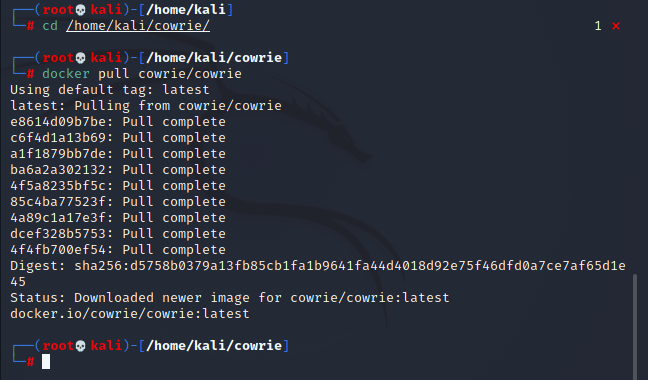 ┌──(root💀kali)-[/home/kali]
└─# cd /home/kali/cowrie/ 1 ⨯
┌──(root💀kali)-[/home/kali/cowrie]
└─# docker pull cowrie/cowrie
Using default tag: latest
latest: Pulling from cowrie/cowrie
e8614d09b7be: Pull complete
c6f4d1a13b69: Pull complete
a1f1879bb7de: Pull complete
ba6a2a302132: Pull complete
4f5a8235bf5c: Pull complete
85c4ba77523f: Pull complete
4a89c1a17e3f: Pull complete
dcef328b5753: Pull complete
4f4fb700ef54: Pull complete
Digest: sha256:d5758b0379a13fb85cb1fa1b9641fa44d4018d92e75f46dfd0a7ce7af65d1e
45
Status: Downloaded newer image for cowrie/cowrie:latest
docker.io/cowrie/cowrie:latest
┌──(root💀kali)-[/home/kali/cowrie]
└─#